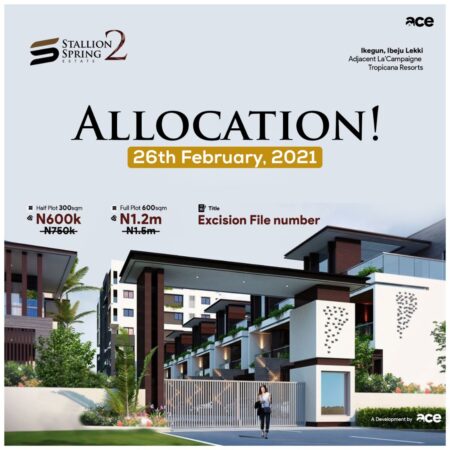 STALLION
SPRING 2
ESTATE
ace
Ikegun, Ibeju Lekki
Adjacent La'Campaigne
Tropicana Resorts
ALLOCATION!
26th February, 2021
Half Plot 300sqm
N600k
N750k
Full Plot 600sqm
N1.2m
N1.5m
Title
Excision File number
A Development by ace